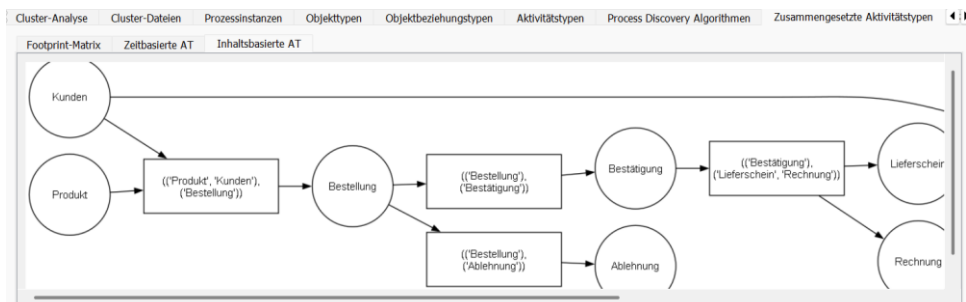 Cluster-Analyse Cluster-Dateien Prozessinstanzen Objekttypen Objektbeziehungstypen Aktivitätstypen Process Discovery Algorithmen Zusammengesetzte Aktivitätstypen
Footprint-Matrix Zeitbasierte AT Inhaltsbasierte AT
Kunden
Produkt
(('Produkt', 'Kunden'),
('Bestellung'))
Bestellung
(('Bestellung'),
('Bestätigung'))
(('Bestellung'),
('Ablehnung'))
Bestätigung
Ablehnung
(('Bestätigung'),
('Lieferschein', 'Rechnung'))
Lieferschein
Rechnung